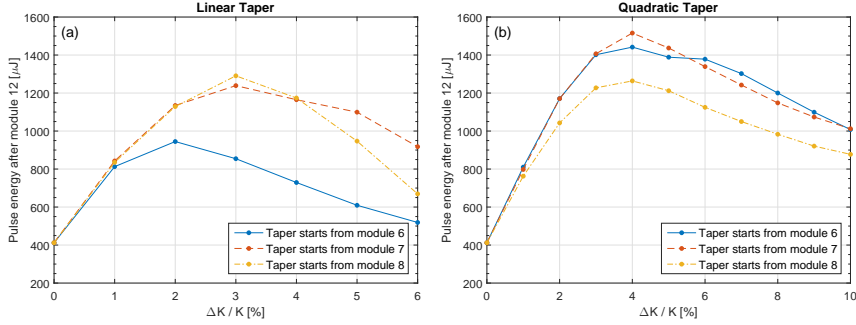 Linear Taper
(a)
Pulse energy after module 12 [μJ]
1600
1400
1200
1000
800
600
400
200
0
1
2
3
4
5
6
ΔK / K [%]
Taper starts from module 6
Taper starts from module 7
Taper starts from module 8
Quadratic Taper
(b)
Pulse energy after module 12 [μJ]
1600
1400
1200
1000
800
600
400
200
0
2
4
6
8
10
ΔK / K [%]
Taper starts from module 6
Taper starts from module 7
Taper starts from module 8